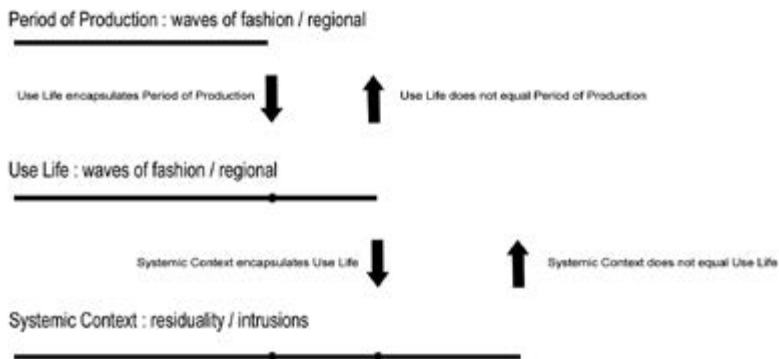 Period of Production : waves of fashion / regional
Use Life encapsulates Period of Production
Use Life does not equal Period of Production
Use Life : waves of fashion / regional
Systemic Context encapsulates Use Life
Systemic Context does not equal Use Life
Systemic Context : residuality / intrusions